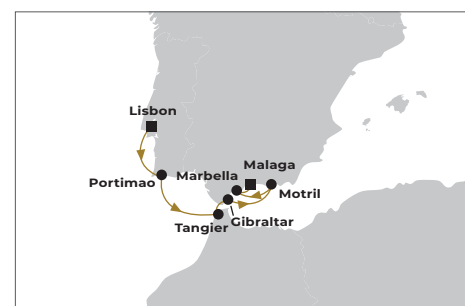 Lisbon
Malaga
Marbella
Portimao
Motril
Gibraltar
Tangier